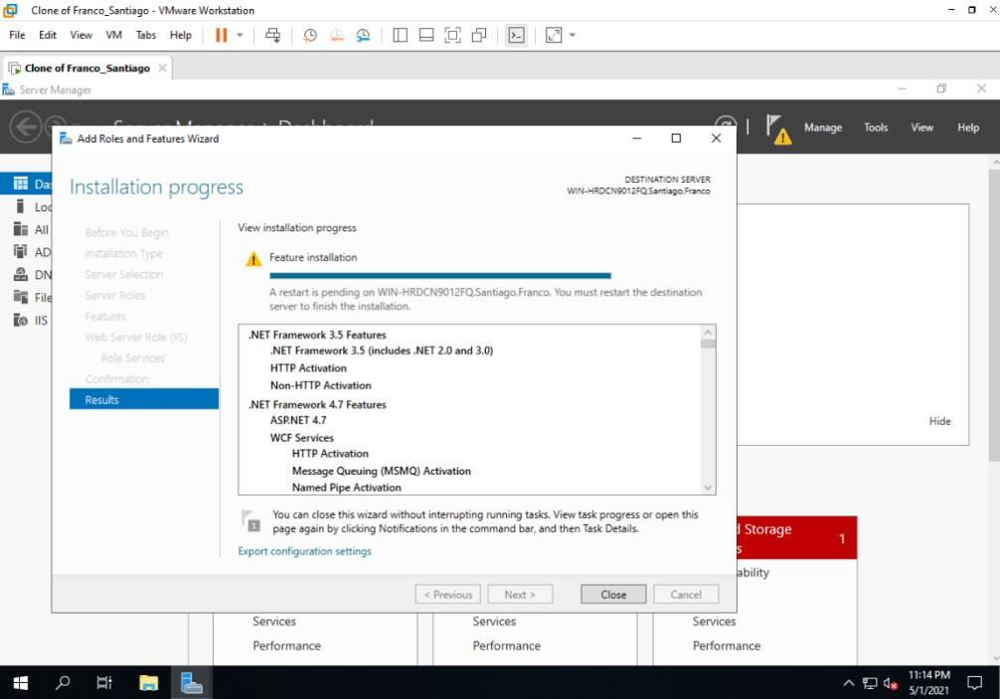 Clone of Franco_Santiago - VMware Workstation
File Edit View VM Tabs Help
Clone of Franco_Santiago
Server Manager
Manage Tools View Help
Add Roles and Features Wizard
Installation progress
DESTINATION SERVER
WIN-HRDCN9012FQ.Santiago.Franco
Das
Loc
All
AD
DN
File
IIS
Before You Begin
Installation Type
Server Selection
Server Roles
Features
Web Server Role (IIS)
Role Services
Confirmation
Results
View installation progress
Feature installation
A restart is pending on WIN-HRDCN9012FQ.Santiago.Franco. You must restart the destination
server to finish the installation.
.NET Framework 3.5 Features
.NET Framework 3.5 (includes .NET 2.0 and 3.0)
HTTP Activation
Non-HTTP Activation
.NET Framework 4.7 Features
ASP.NET 4.7
WCF Services
HTTP Activation
Message Queuing (MSMQ) Activation
Named Pipe Activation
1
You can close this wizard without interrupting running tasks. View task progress or open this
page again by clicking Notifications in the command bar, and then Task Details.
Export configuration settings
< Previous Next > Close Cancel
Hide
d Storage 1
s
ability
Services Services Services
Performance Performance Performance
11:14 PM
5/1/2021